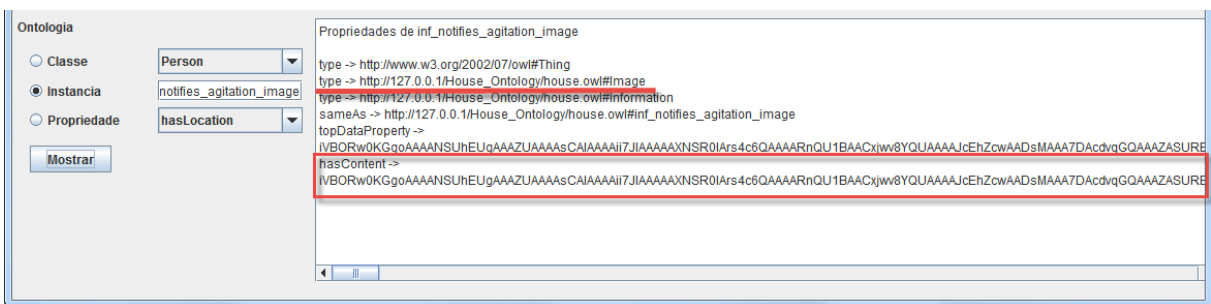 Ontologia
Classe
Person
Instancia
notifies_agitation_image
Propriedade
hasLocation
Mostrar
Propriedades de inf_notifies_agitation_image
type -> http://www.w3.org/2002/07/owl#Thing
type -> http://127.0.0.1/House_Ontology/house.owl#Image
type -> http://127.0.0.1/House_Ontology/house.owl#Information
sameAs -> http://127.0.0.1/House_Ontology/house.owl#inf_notifies_agitation_image
topDataProperty ->
iVBORw0KGgoAAAANSUhEUgAAAZUAAAAsCAIAAAAii7JIAAAAAXNSR0IArs4c6QAAAARnQU1BAACxjwv8YQUAAAAJcEhZcwAADsMAAA7DAcdvqGQAAAZASURE
hasContent ->
iVBORw0KGgoAAAANSUhEUgAAAZUAAAAsCAIAAAAii7JIAAAAAXNSR0IArs4c6QAAAARnQU1BAACxjwv8YQUAAAAJcEhZcwAADsMAAA7DAcdvqGQAAAZASURE